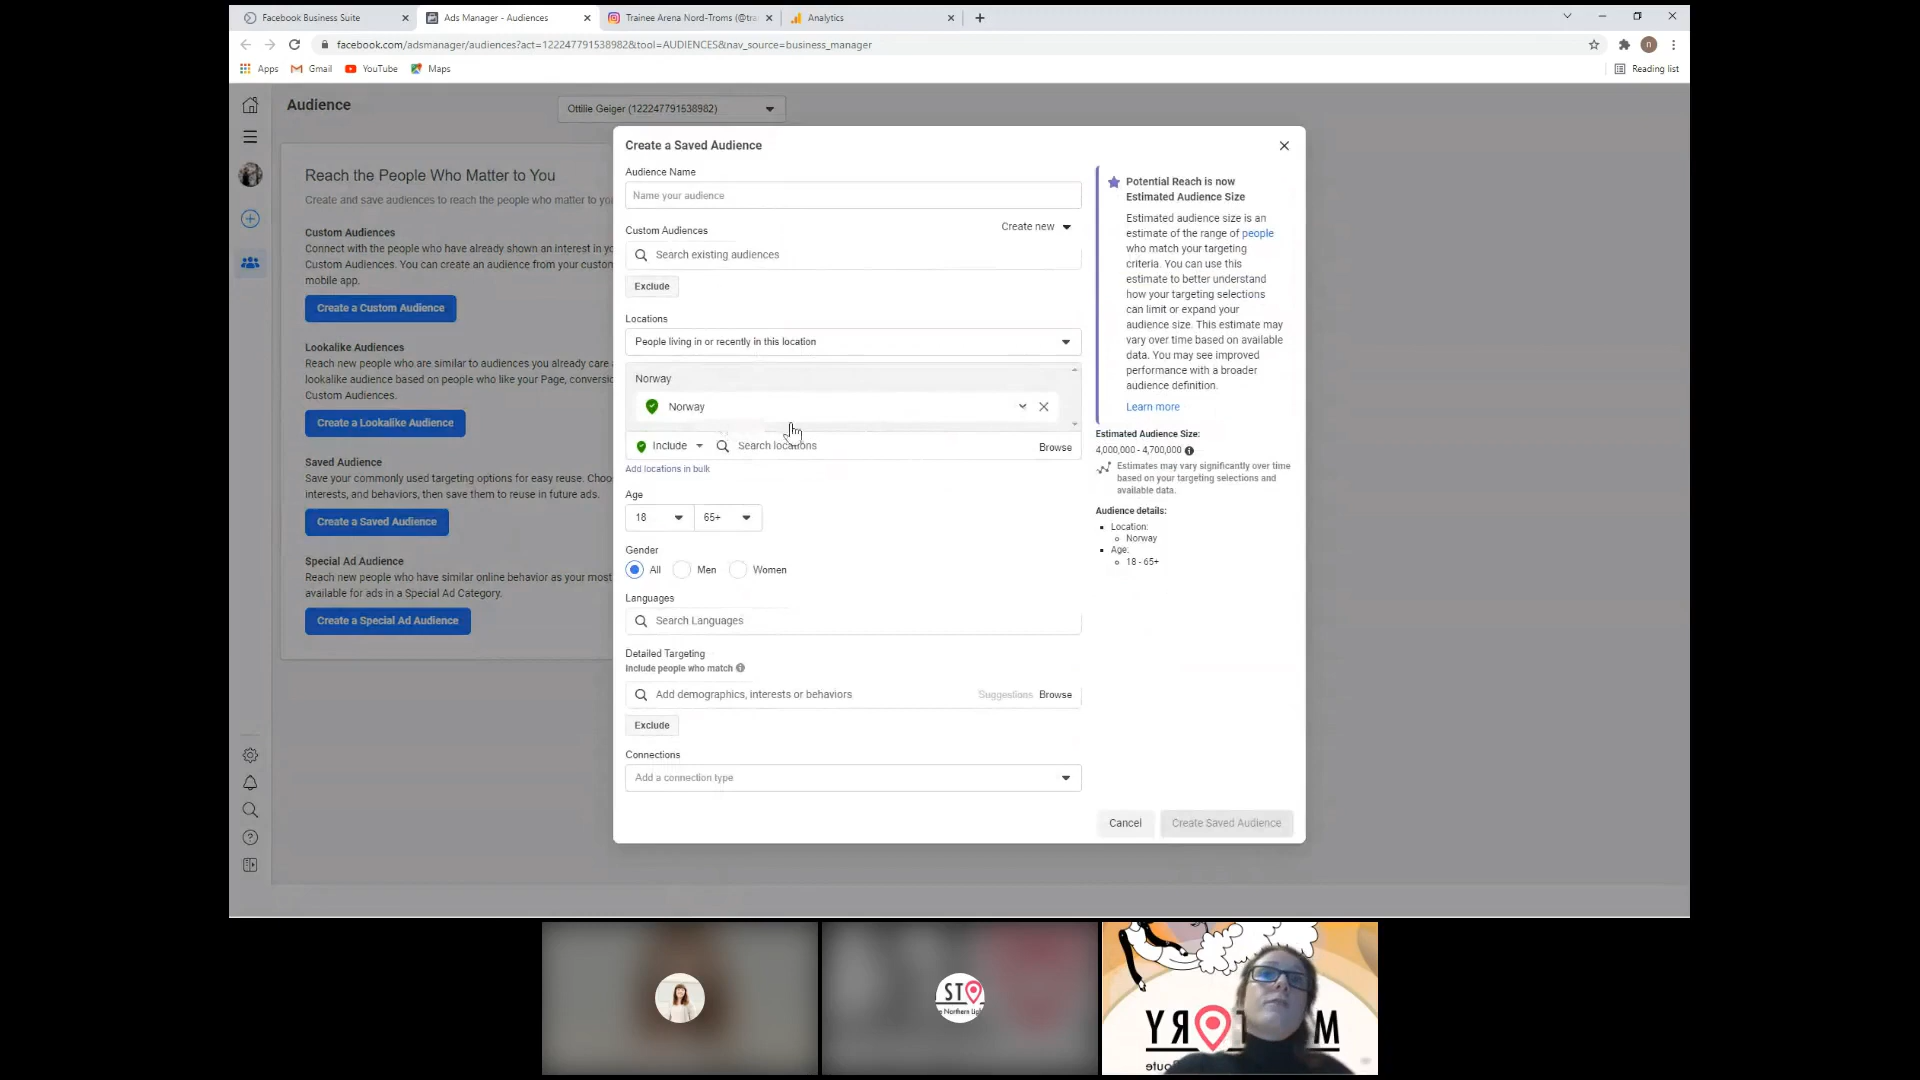 Facebook Business Suite
Ads Manager - Audiences
Trainee Arena Nord-Troms (@tra
Analytics
facebook.com/adsmanager/audiences?act=122247791538982&tool=AUDIENCES&nav_source=business_manager
n
Apps
Gmail
YouTube
Maps
Reading list
Audience
Ottilie Geiger (122247791538982)
Reach the People Who Matter to You
Create and save audiences to reach the people who matter to
Custom Audiences
Connect with the people who have already shown an interest in
Custom Audiences. You can create an audience from your
mobile app.
Create a Custom Audience
Lookalike Audiences
Reach new people who are similar to audiences you already care
lookalike audience based on people who like your Page,
Custom Audiences.
Create a Lookalike Audience
Saved Audience
Save your commonly used targeting options for easy reuse.
interests, and behaviors, then save them to reuse in future ads.
Create a Saved Audience
Special Ad Audience
Reach new people who have similar online behavior as your most
available for ads in a Special Ad Category.
Create a Special Ad Audience
Create a Saved Audience
Audience Name
Name your audience
Custom Audiences
Create new
Search existing audiences
Exclude
Locations
People living in or recently in this location
Norway
Norway
Include
Search locations
Browse
Add locations in bulk
Age
18
65+
Gender
All
Men
Women
Languages
Search Languages
Detailed Targeting
Include people who match
Add demographics, interests or behaviors
Suggestions
Browse
Exclude
Connections
Add a connection type
Potential Reach is now
Estimated Audience Size
Estimated audience size is an
estimate of the range of people
who match your targeting
criteria. You can use this
estimate to better understand
how your targeting selections
can limit or expand your
audience size. This estimate may
vary over time based on available
data. You may see improved
performance with a broader
audience definition.
Learn more
Estimated Audience Size:
4,000,000 - 4,700,000
Estimates may vary significantly over time
based on your targeting selections and
available data.
Audience details:
Location:
Norway
Age:
18 - 65+
Cancel
Create Saved Audience